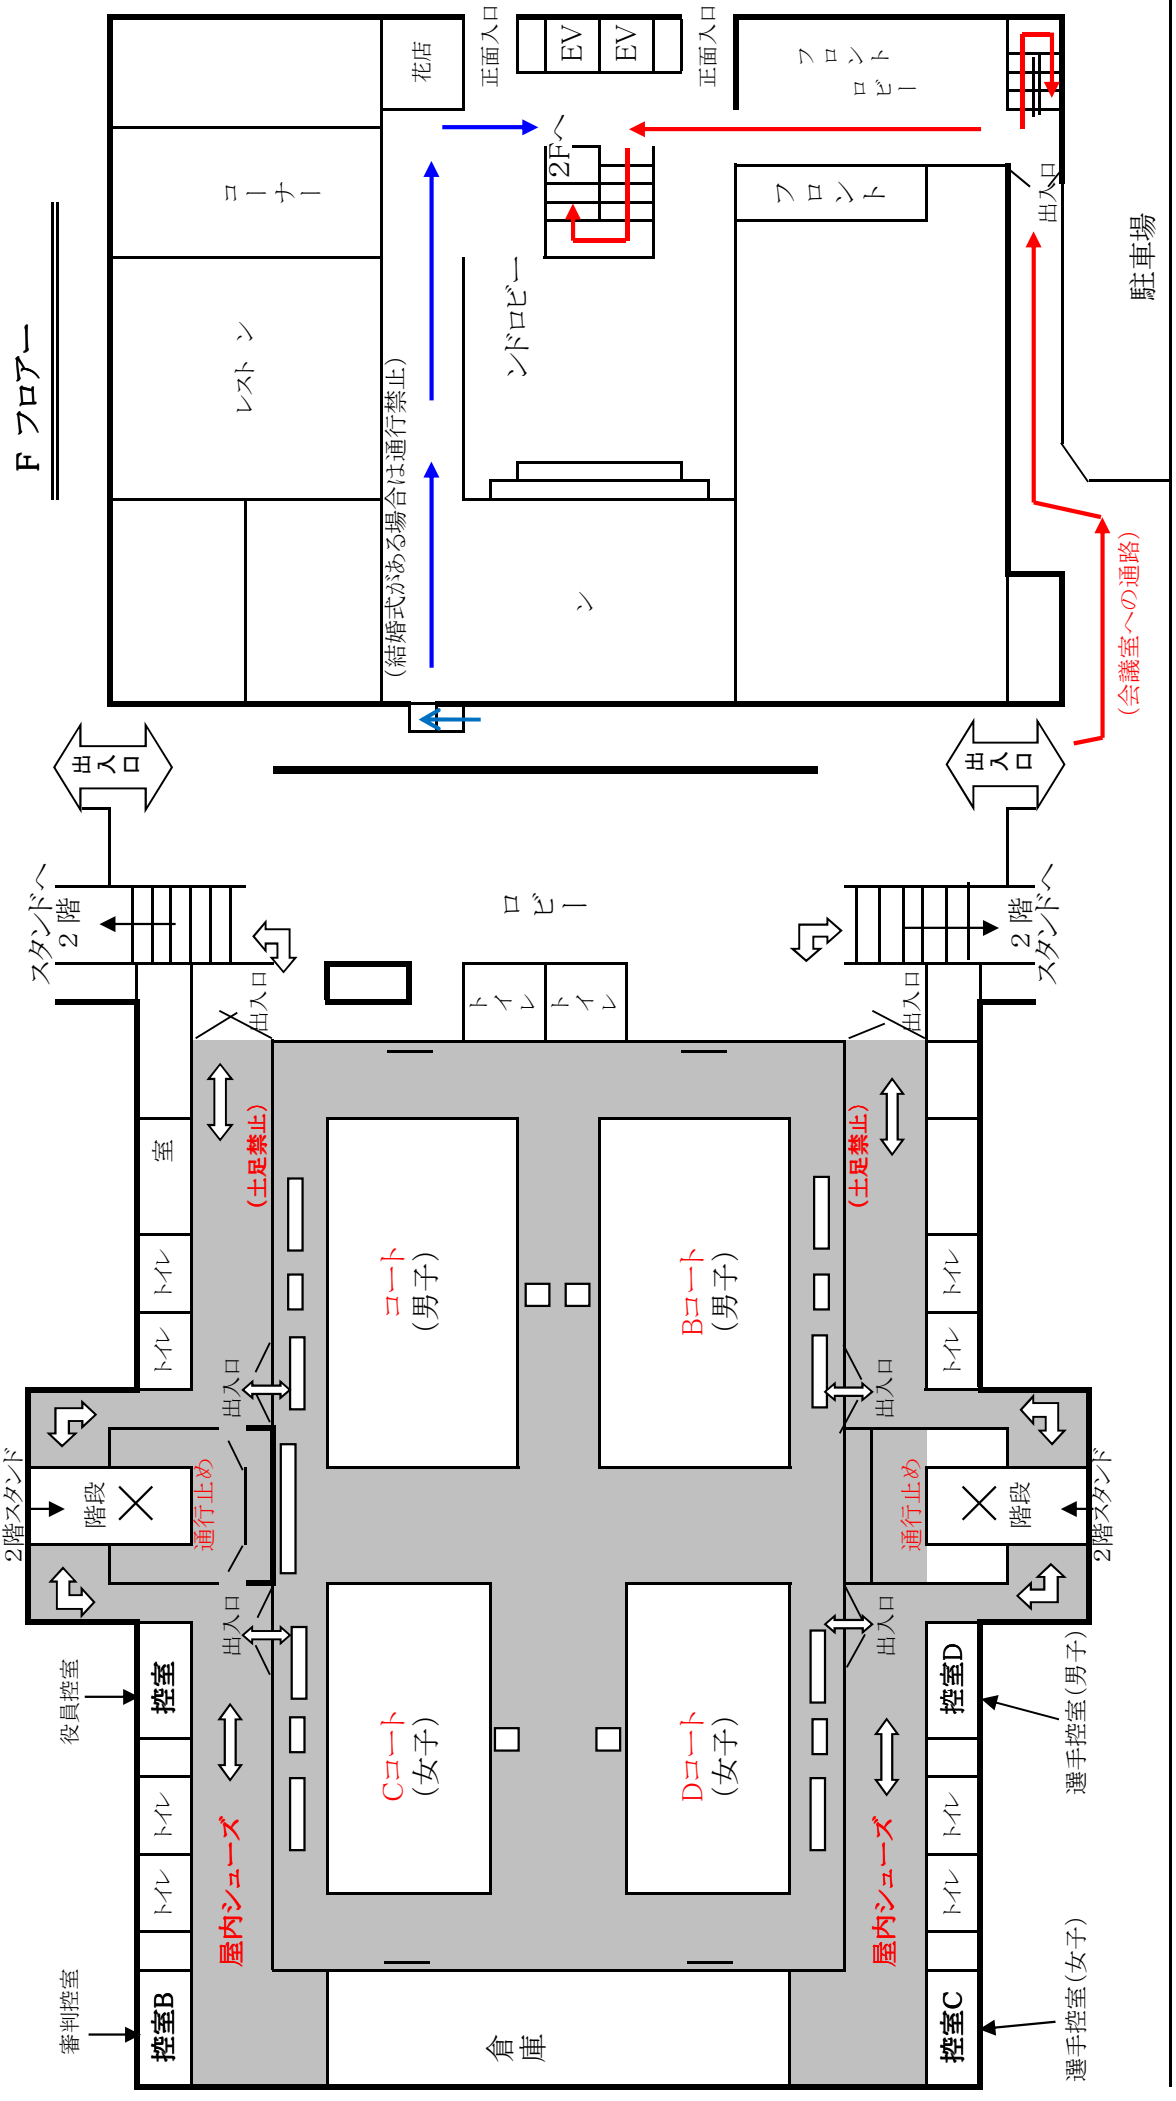 F フロアー
花店
正面入口
EV
EV
正面入口
フロント
ロビー
コーナー
2Fへ
フロント
出入口
駐車場
レスト ン
ンドロビー
(結婚式がある場合は通行禁止)
ン
(会議室への通路)
出入口
出入口
2階
スタンドへ
ロビー
2階
スタンドへ
出入口
トイレ
トイレ
出入口
室
(土足禁止)
(土足禁止)
トイレ
コート
(男子)
Bコート
(男子)
トイレ
トイレ
出入口
出入口
トイレ
2階スタンド
階段
通行止め
通行止め
階段
2階スタンド
出入口
出入口
役員控室
控室
控室D
選手控室(男子)
トイレ
Cコート
(女子)
Dコート
(女子)
トイレ
トイレ
屋内シューズ
屋内シューズ
トイレ
審判控室
控室B
倉庫
控室C
選手控室(女子)